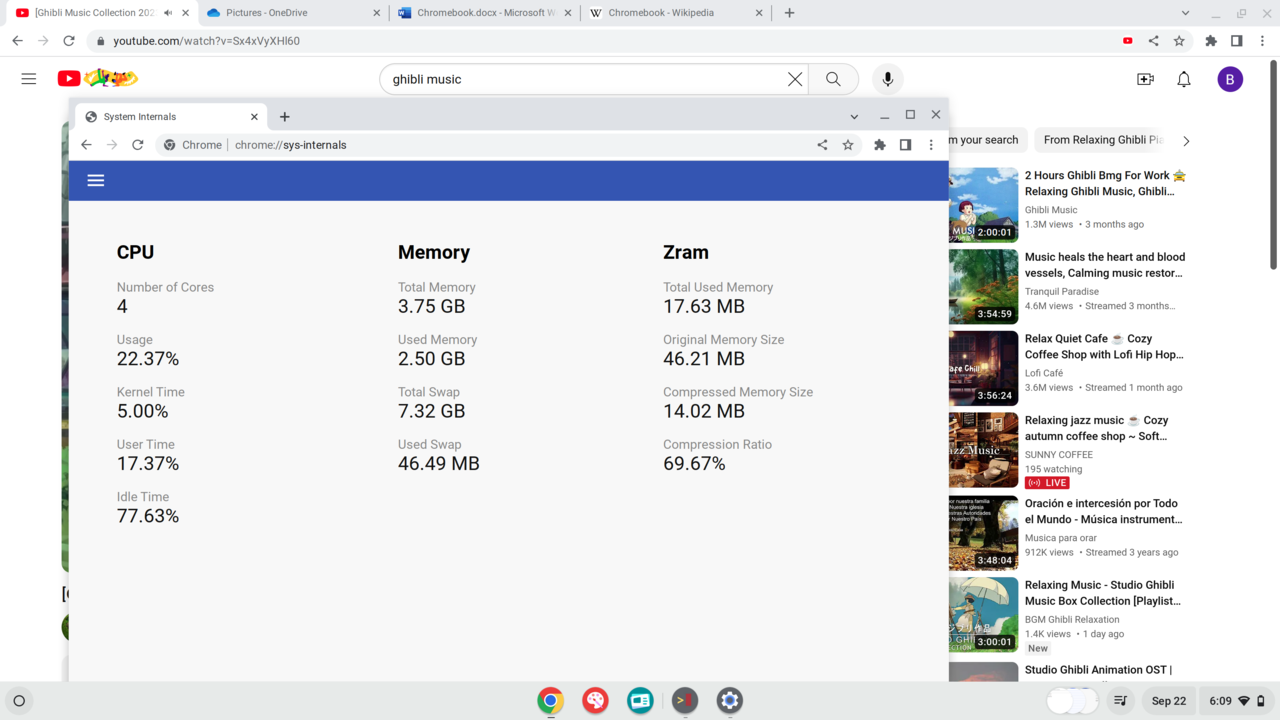 [Ghibli Music Collection 202
Pictures - OneDrive
Chromebook.docx - Microsoft W
Chromebook - Wikipedia
youtube.com/watch?v=Sx4xVyXHl60
ghibli music
B
System Internals
Chrome
chrome://sys-internals
CPU
Number of Cores
4
Usage
22.37%
Kernel Time
5.00%
User Time
17.37%
Idle Time
77.63%
Memory
Total Memory
3.75 GB
Used Memory
2.50 GB
Total Swap
7.32 GB
Used Swap
46.49 MB
Zram
Total Used Memory
17.63 MB
Original Memory Size
46.21 MB
Compressed Memory Size
14.02 MB
Compression Ratio
69.67%
m your search
From Relaxing Ghibli Pia
2:00:01
2 Hours Ghibli Bmg For Work 🚖
Relaxing Ghibli Music, Ghibli...
Ghibli Music
1.3M views • 3 months ago
3:54:59
Music heals the heart and blood
vessels, Calming music restor...
Tranquil Paradise
4.6M views • Streamed 3 months...
3:56:24
Relax Quiet Cafe ☕ Cozy
Coffee Shop with Lofi Hip Hop...
Lofi Café
3.6M views • Streamed 1 month ago
Relaxing jazz music ☕ Cozy
autumn coffee shop ~ Soft...
SUNNY COFFEE
195 watching
LIVE
3:48:04
Oración e intercesión por Todo
el Mundo - Música instrument...
Musica para orar
912K views • Streamed 3 years ago
3:00:01
Relaxing Music - Studio Ghibli
Music Box Collection [Playlist...
BGM Ghibli Relaxation
1.4K views • 1 day ago
New
Studio Ghibli Animation OST |
Sep 22
6:09